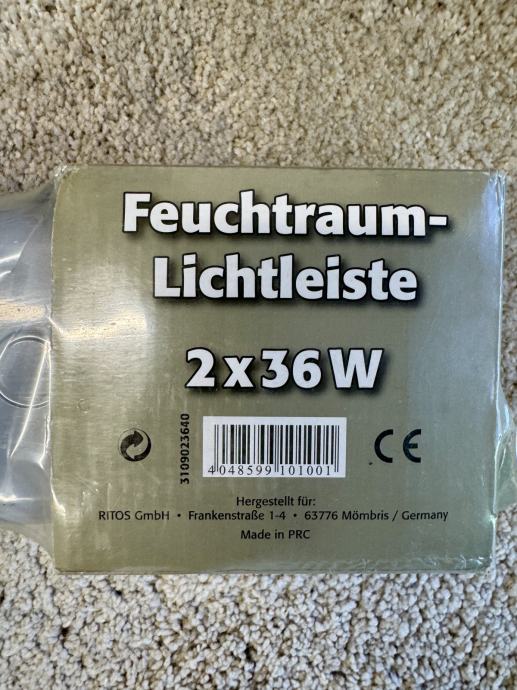 Feuchtraum-
Lichtleiste
2 x 36 W
3109023640
4 048599 101001
CE
Hergestellt für:
RITOS GmbH • Frankenstraße 1-4 • 63776 Mömbris / Germany
Made in PRC